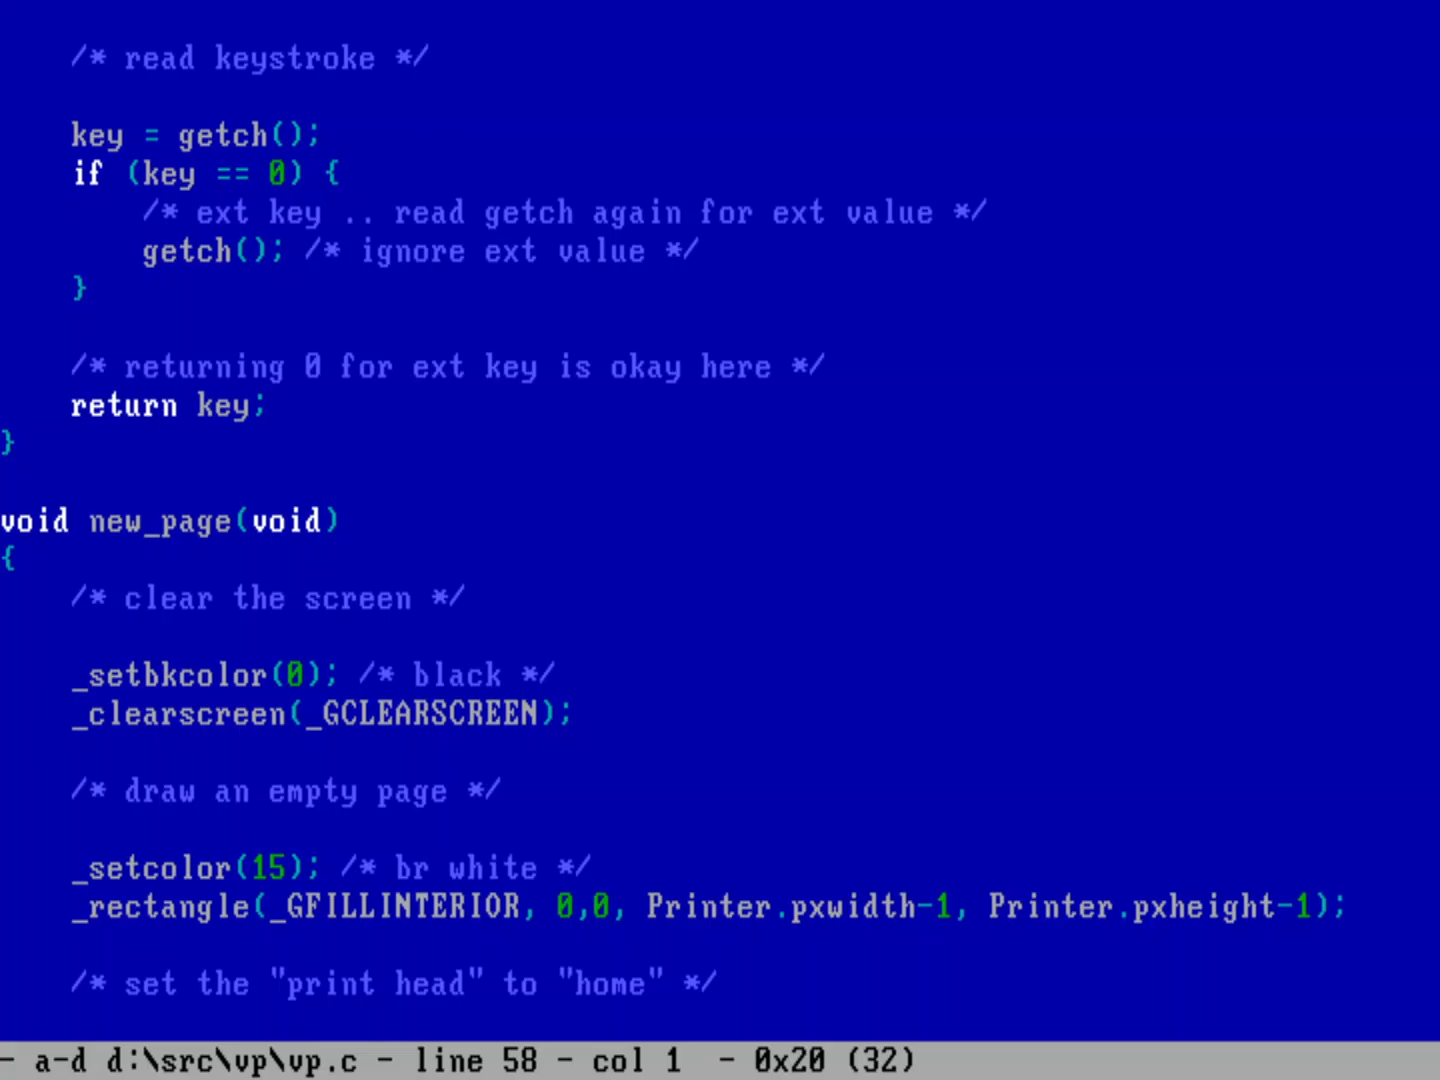 /* read keystroke */
key = getch();
if (key == 0) {
/* ext key .. read getch again for ext value */
getch(); /* ignore ext value */
}
/* returning 0 for ext key is okay here */
return key;
}
void new_page(void)
{
/* clear the screen */
_setbkcolor(0); /* black */
_clearscreen(_GCLEARSCREEN);
/* draw an empty page */
_setcolor(15); /* br white */
_rectangle(_GFILLINTERIOR, 0,0, Printer.pxwidth-1, Printer.pxheight-1);
/* set the "print head" to "home" */
- a-d d:\src\vp\vp.c - line 58 - col 1 - 0x20 (32)